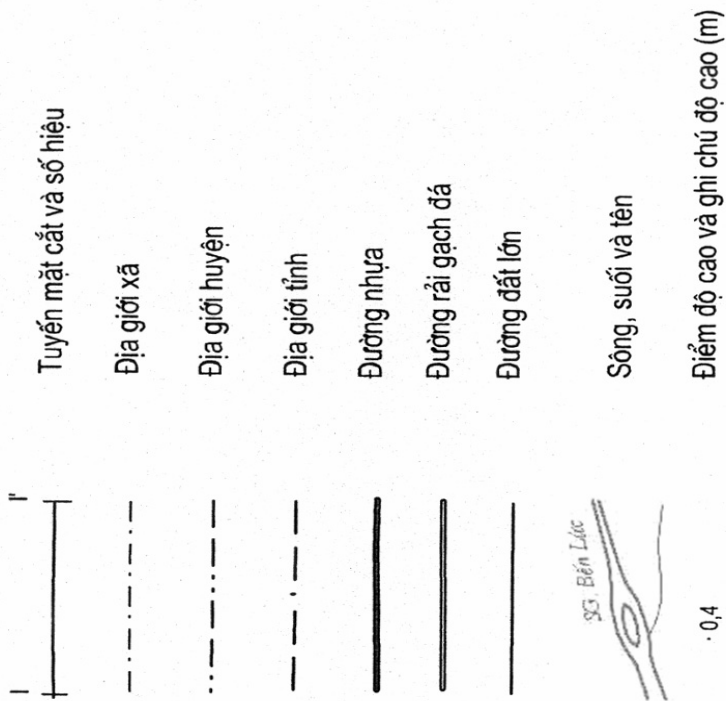 I I' Tuyến mặt cắt và số hiệu
Địa giới xã
Địa giới huyện
Địa giới tỉnh
Đường nhựa
Đường rải gạch đá
Đường đất lớn
SG. Bến Lức Sông, suối và tên
. 0,4 Điểm độ cao và ghi chú độ cao (m)